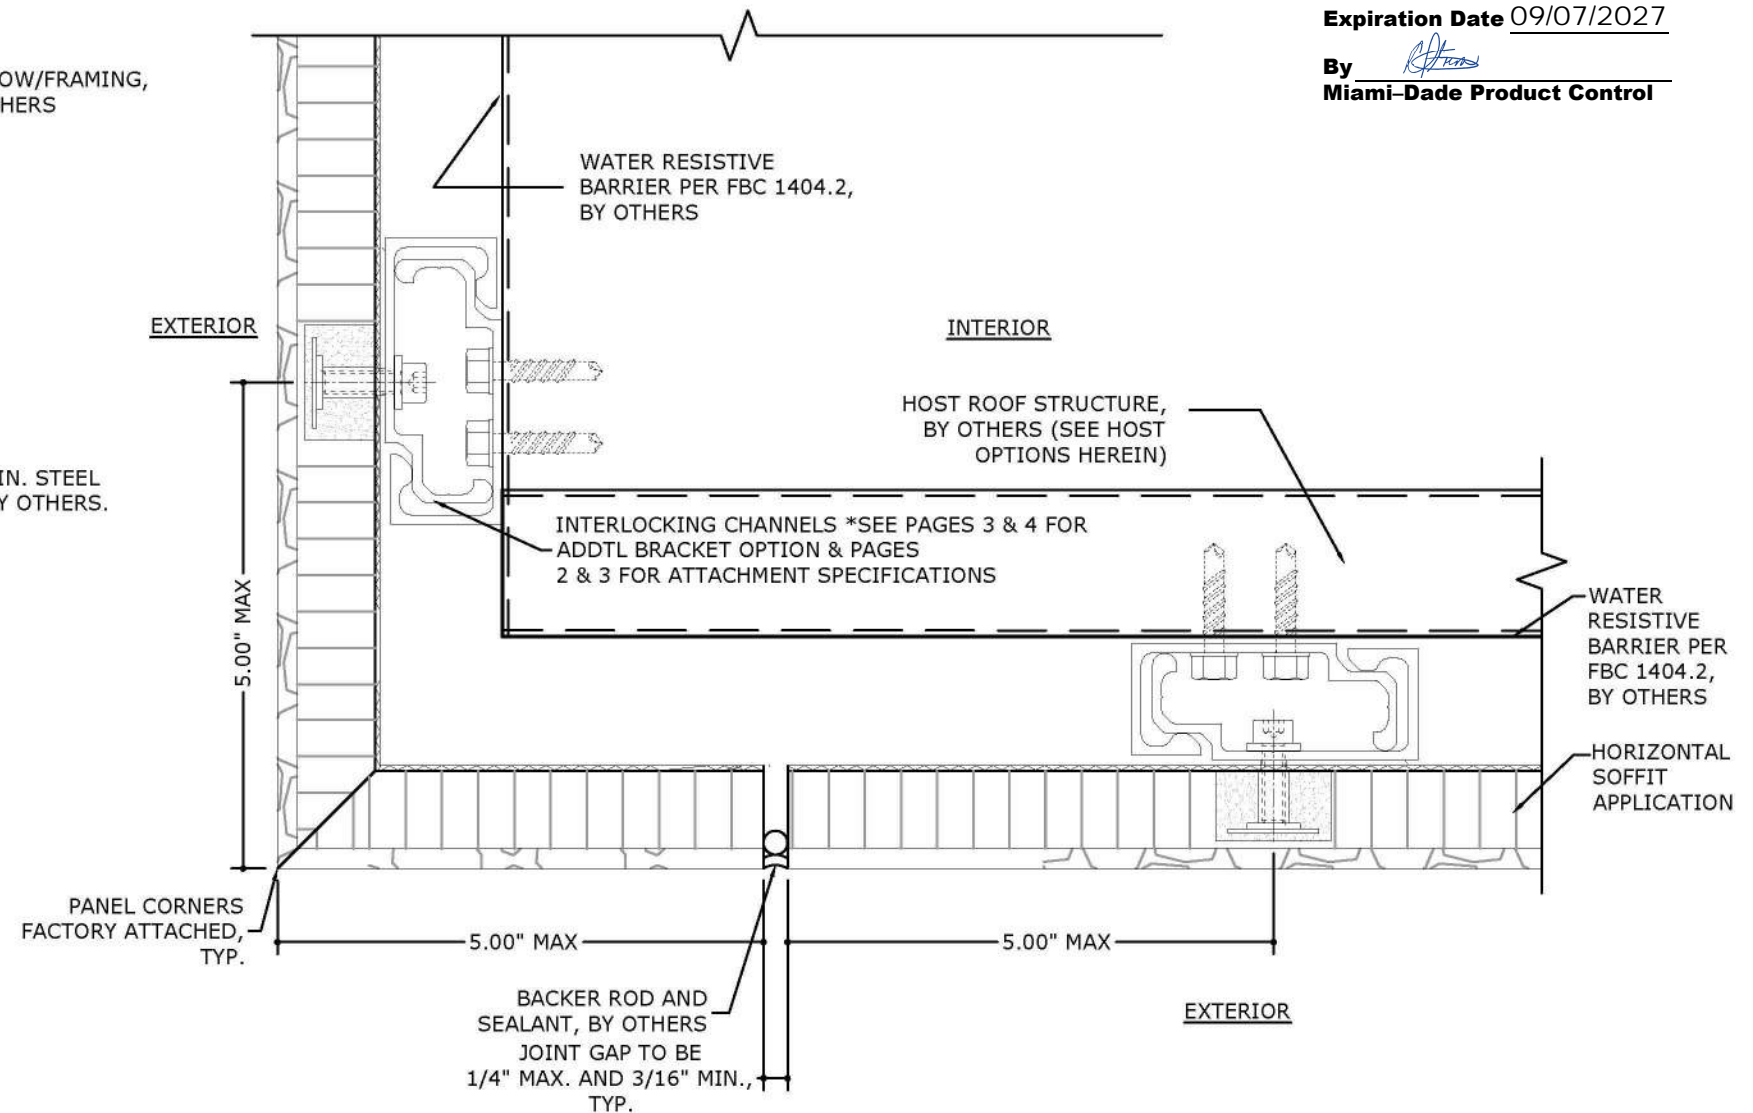 Expiration Date 09/07/2027
By
Miami–Dade Product Control
HERS
WATER RESISTIVE
BARRIER PER FBC 1404.2,
BY OTHERS
EXTERIOR
INTERIOR
HOST ROOF STRUCTURE,
BY OTHERS (SEE HOST
OPTIONS HEREIN)
IN. STEEL
Y OTHERS.
INTERLOCKING CHANNELS *SEE PAGES 3 & 4 FOR
ADDTL BRACKET OPTION & PAGES
2 & 3 FOR ATTACHMENT SPECIFICATIONS
5.00" MAX
WATER
RESISTIVE
BARRIER PER
FBC 1404.2,
BY OTHERS
HORIZONTAL
SOFFIT
APPLICATION
PANEL CORNERS
FACTORY ATTACHED,
TYP.
5.00" MAX
5.00" MAX
BACKER ROD AND
SEALANT, BY OTHERS
JOINT GAP TO BE
1/4" MAX. AND 3/16" MIN.,
TYP.
EXTERIOR